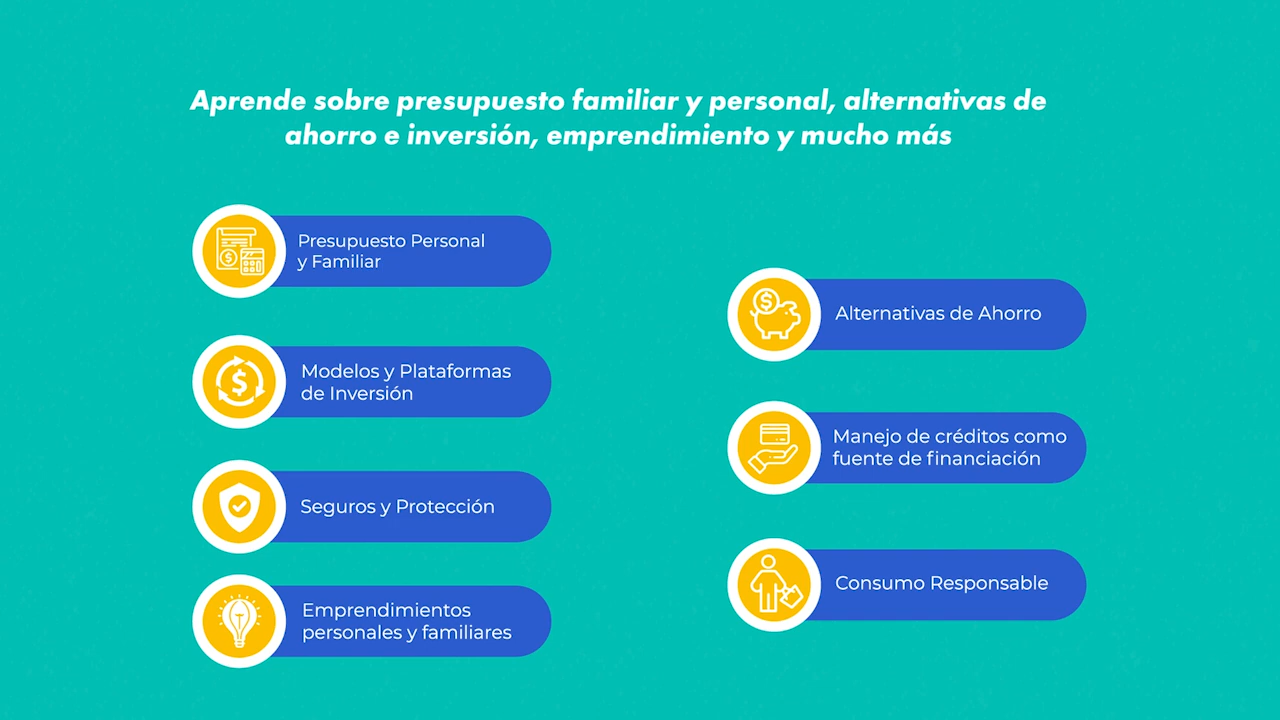 Aprende sobre presupuesto familiar y personal, alternativas de
ahorro e inversión, emprendimiento y mucho más
Presupuesto Personal
y Familiar
Modelos y Plataformas
de Inversión
Seguros y Protección
Emprendimientos
personales y familiares
Alternativas de Ahorro
Manejo de créditos como
fuente de financiación
Consumo Responsable